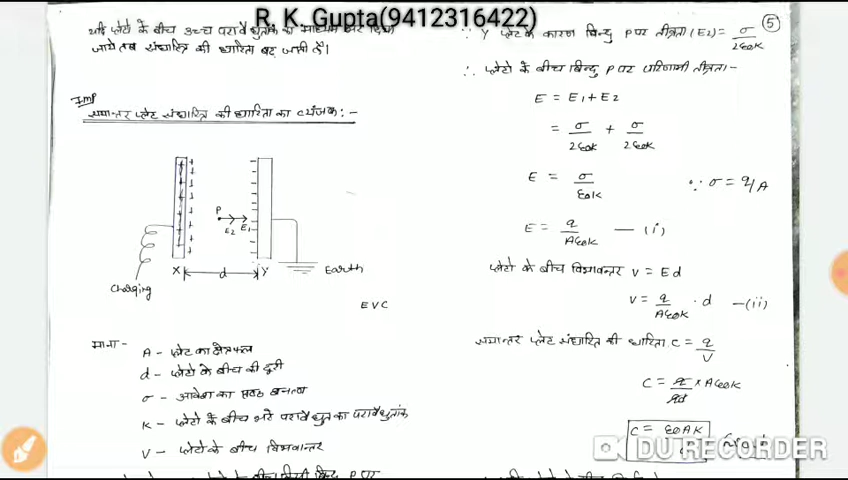 R. K. Gupta(9412316422)
यदि प्लेटो के बीच उच्च परावैद्युतांक का माध्यम भर दिया
जाये तब संधारित्र की धारिता बढ़ जाती है।
Imp
समान्तर प्लेट संधारित्र की धारिता का व्यंजक:-
P
E2 E1
X d Y
Charging
Earth
EVC
माना-
A - प्लेट का क्षेत्रफल
d - प्लेटो के बीच की दूरी
σ - आवेश का पृष्ठ घनत्व
K - प्लेटो के बीच भरे परावैद्युत का परावैद्युतांक
V - प्लेटो के बीच विभवान्तर
5
∵ Y प्लेट के कारण बिन्दु P पर तीव्रता (E2) = σ/2ε0K
∴ प्लेटो के बीच बिन्दु P पर परिणामी तीव्रता-
E = E1 + E2
= σ/2ε0K + σ/2ε0K
E = σ/ε0K ∵ σ = q/A
E = q/Aε0K — (i)
प्लेटो के बीच विभवान्तर V = Ed
V = q/Aε0K . d —(ii)
समान्तर प्लेट संधारित्र की धारिता C = q/V
C = q/qd × Aε0K
C = ε0AK
DU RECORDER